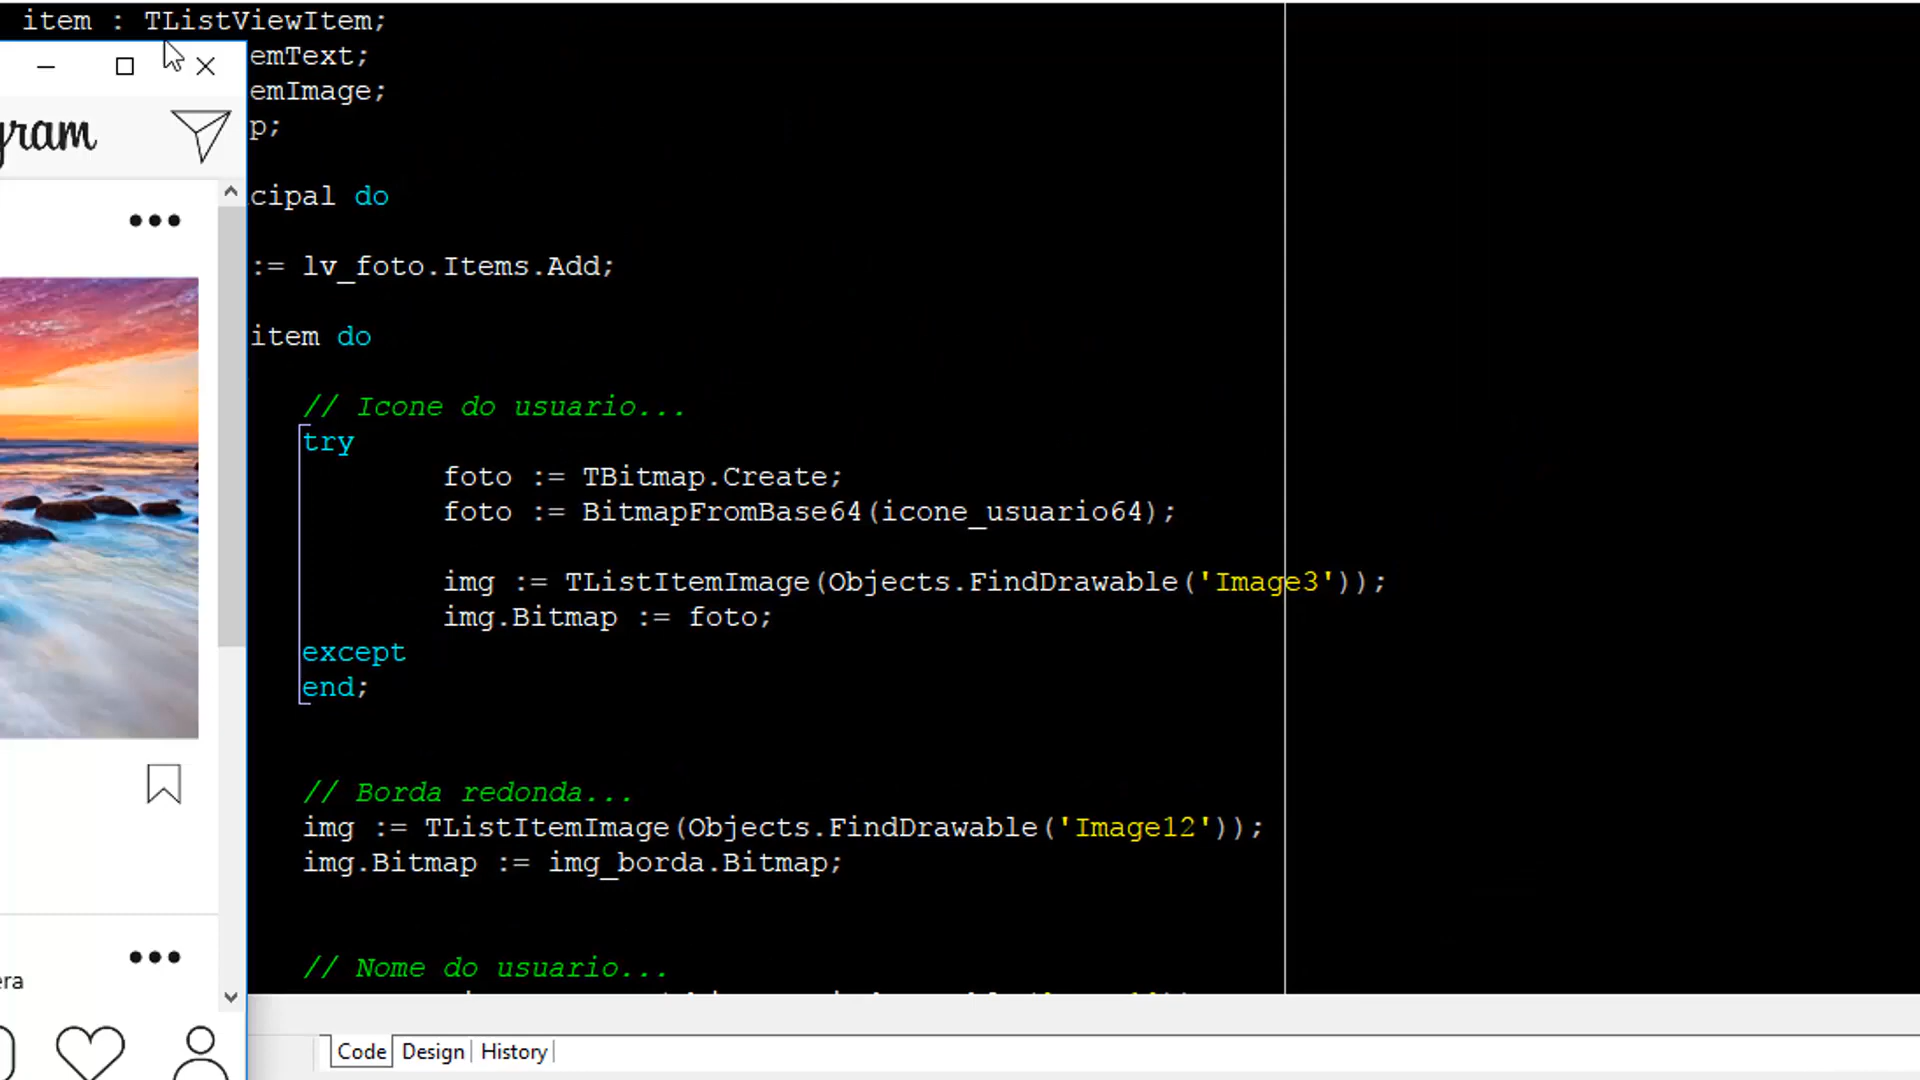 item : TListViewItem;
emText;
emImage;
gram
p;
cipal do
:= lv_foto.Items.Add;
item do
// Icone do usuario...
try
foto := TBitmap.Create;
foto := BitmapFromBase64(icone_usuario64);
img := TListItemImage(Objects.FindDrawable('Image3'));
img.Bitmap := foto;
except
end;
// Borda redonda...
img := TListItemImage(Objects.FindDrawable('Image12'));
img.Bitmap := img_borda.Bitmap;
// Nome do usuario...
era
Code Design History